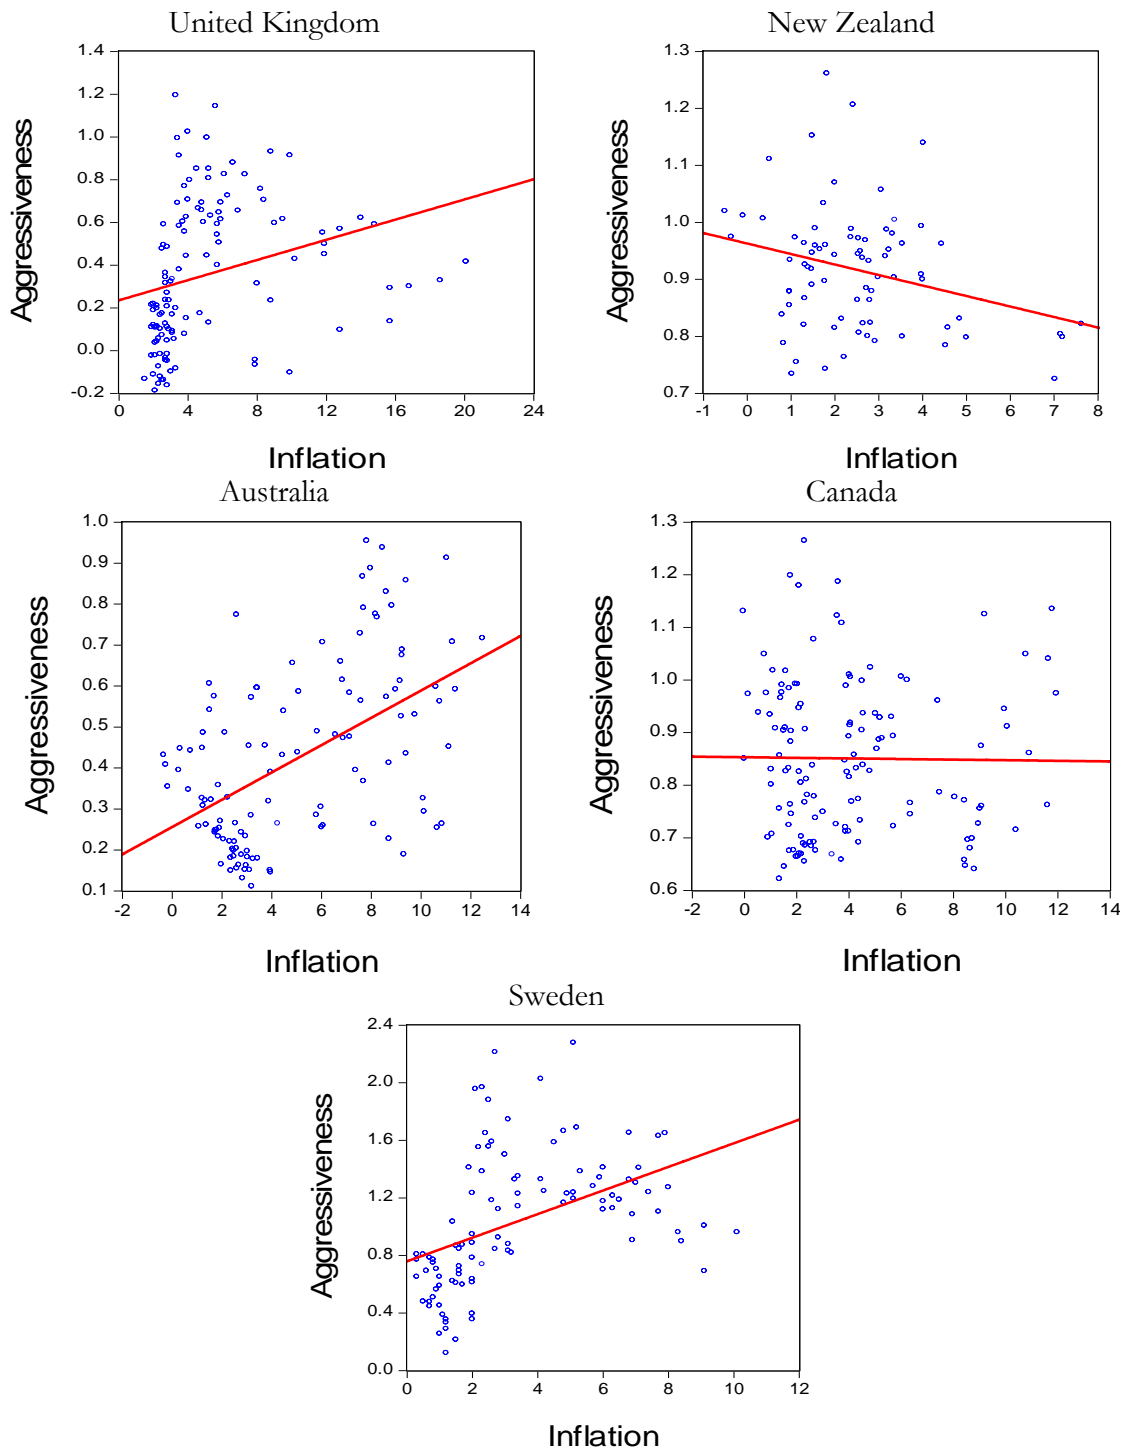 United Kingdom
New Zealand
1.4
1.2
1.0
0.8
0.6
0.4
0.2
0.0
-0.2
Aggressiveness
0 4 8 12 16 20 24
Inflation
1.3
1.2
1.1
1.0
0.9
0.8
0.7
Aggressiveness
-1 0 1 2 3 4 5 6 7 8
Inflation
Australia
Canada
1.0
0.9
0.8
0.7
0.6
0.5
0.4
0.3
0.2
0.1
Aggressiveness
-2 0 2 4 6 8 10 12 14
Inflation
1.3
1.2
1.1
1.0
0.9
0.8
0.7
0.6
Aggressiveness
-2 0 2 4 6 8 10 12 14
Inflation
Sweden
2.4
2.0
1.6
1.2
0.8
0.4
0.0
Aggressiveness
0 2 4 6 8 10 12
Inflation